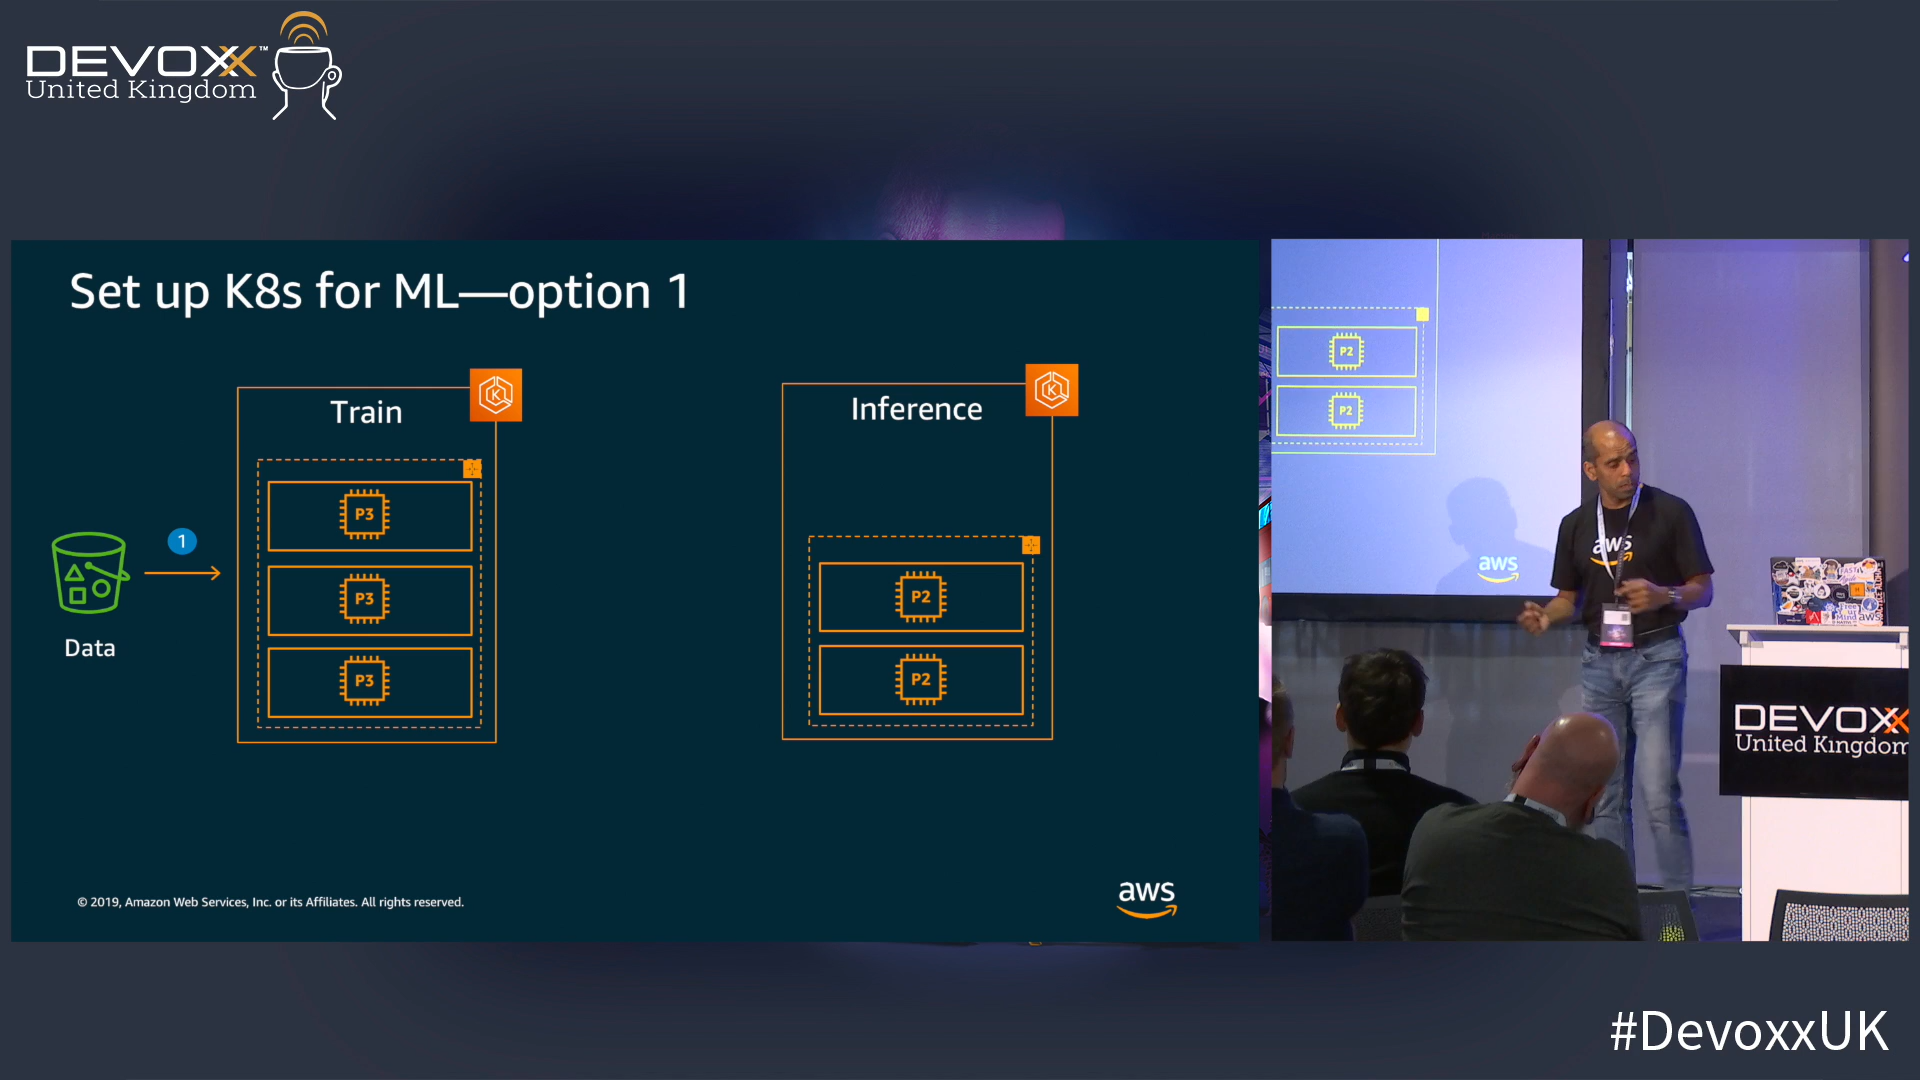 DEVOXX™
United Kingdom
Set up K8s for ML—option 1
Train
P3
P3
P3
1
Data
Inference
P2
P2
© 2019, Amazon Web Services, Inc. or its Affiliates. All rights reserved.
aws
P2
P2
aws
aws
aws
DEVOXX
United Kingdom
#DevoxxUK